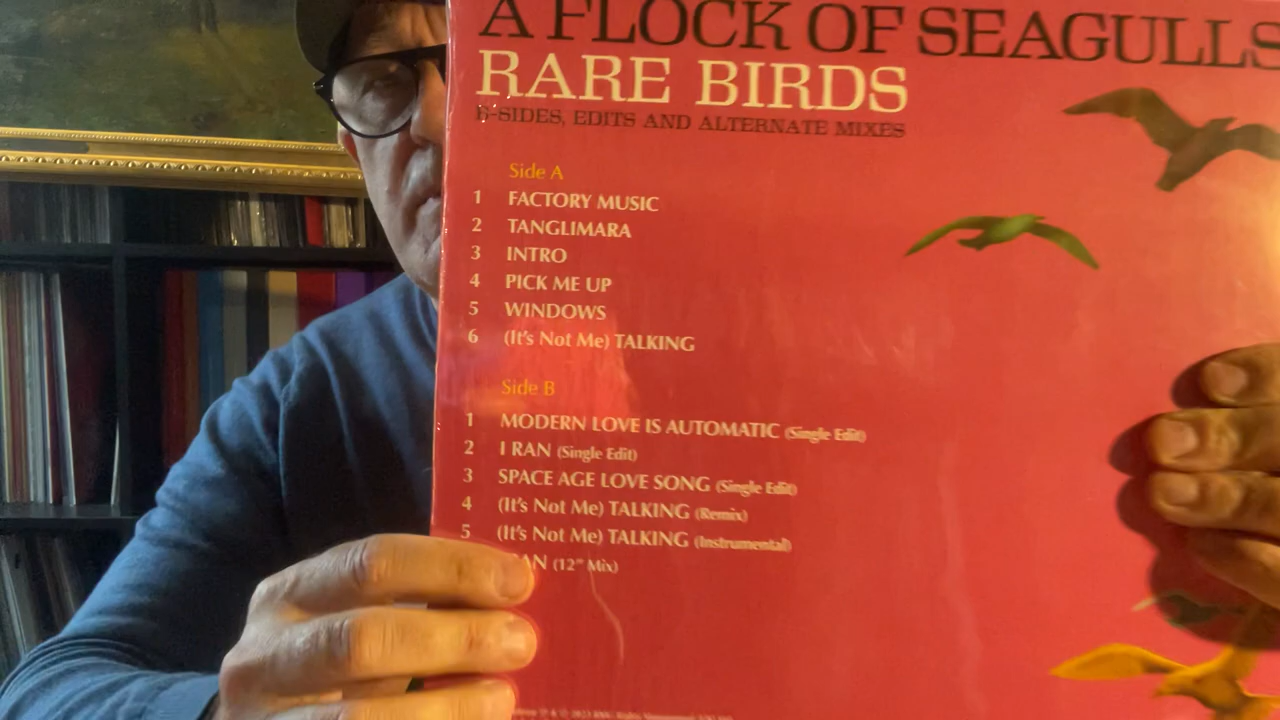 A FLOCK OF SEAGULLS
RARE BIRDS
B-SIDES, EDITS AND ALTERNATE MIXES
Side A
1 FACTORY MUSIC
2 TANGLIMARA
3 INTRO
4 PICK ME UP
5 WINDOWS
6 (It's Not Me) TALKING
Side B
1 MODERN LOVE IS AUTOMATIC (Single Edit)
2 I RAN (Single Edit)
3 SPACE AGE LOVE SONG (Single Edit)
4 (It's Not Me) TALKING (Remix)
5 (It's Not Me) TALKING (Instrumental)
RAN (12" Mix)